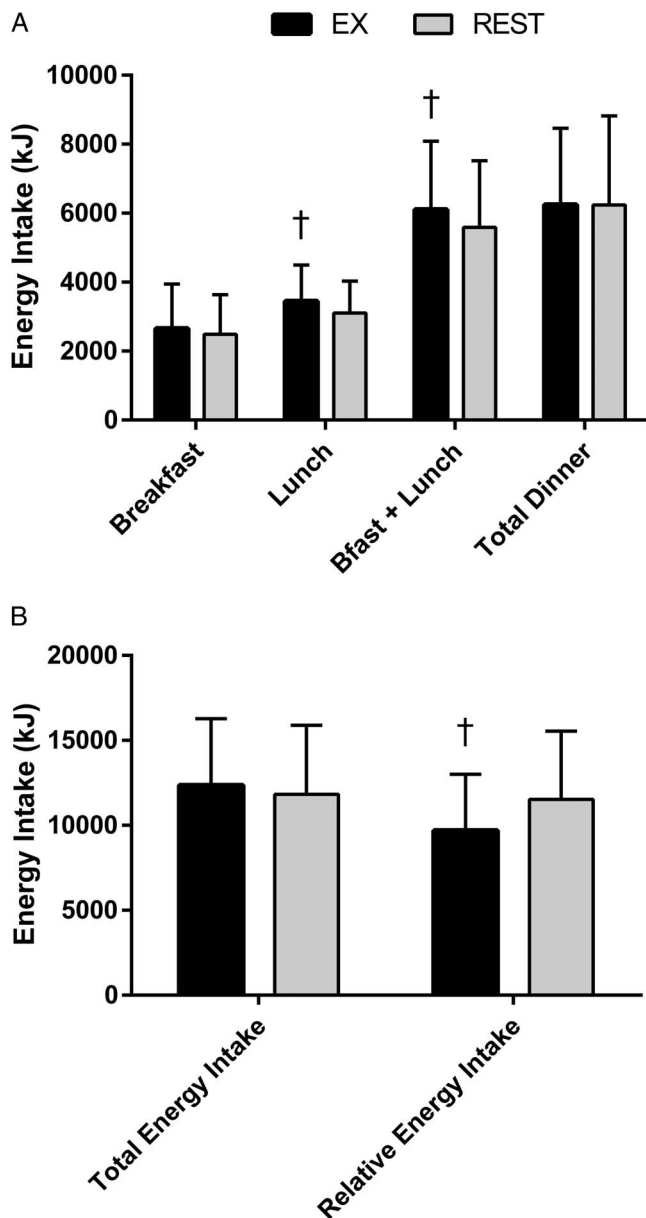 A
EX REST
Energy Intake (kJ)
10000
8000
6000
4000
2000
0
†
†
Breakfast
Lunch
Bfast + Lunch
Total Dinner
B
Energy Intake (kJ)
20000
15000
10000
5000
0
†
Total Energy Intake
Relative Energy Intake